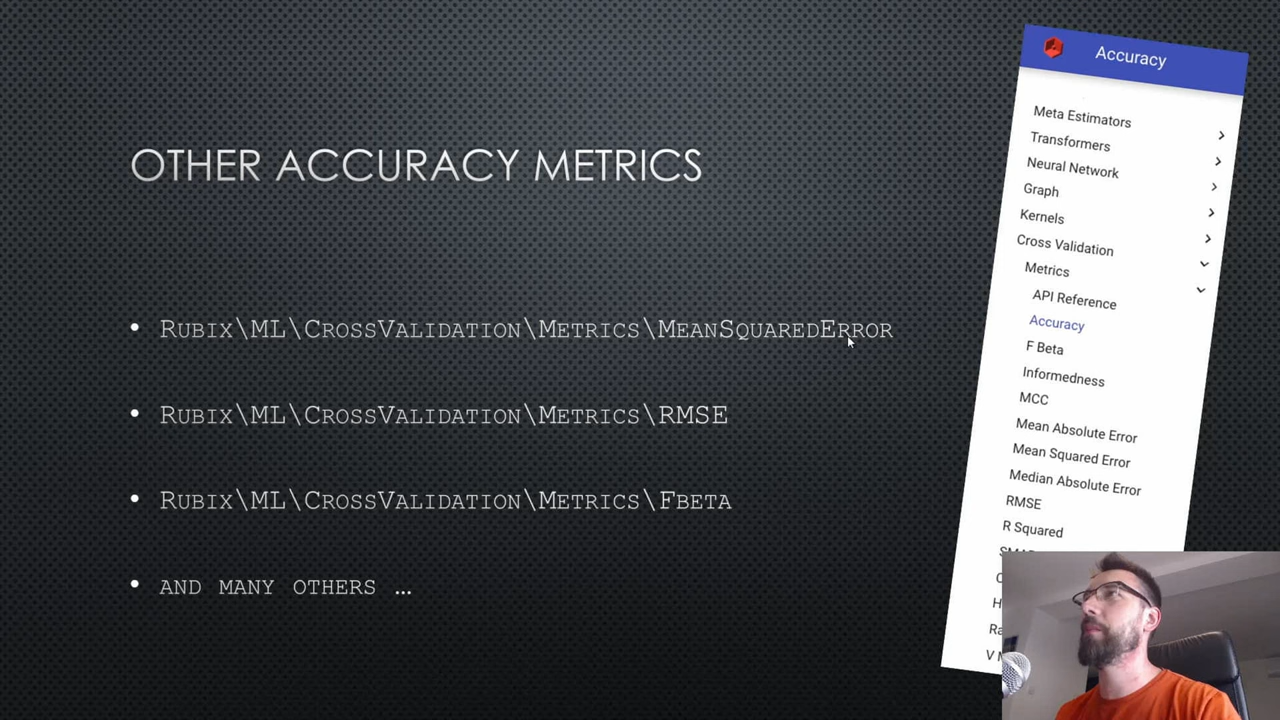 OTHER ACCURACY METRICS
• RUBIX\ML\CROSSVALIDATION\METRICS\MEANSQUAREDERROR
• RUBIX\ML\CROSSVALIDATION\METRICS\RMSE
• RUBIX\ML\CROSSVALIDATION\METRICS\FBETA
• AND MANY OTHERS …
Accuracy
Meta Estimators
Transformers
Neural Network
Graph
Kernels
Cross Validation
Metrics
API Reference
Accuracy
F Beta
Informedness
MCC
Mean Absolute Error
Mean Squared Error
Median Absolute Error
RMSE
R Squared